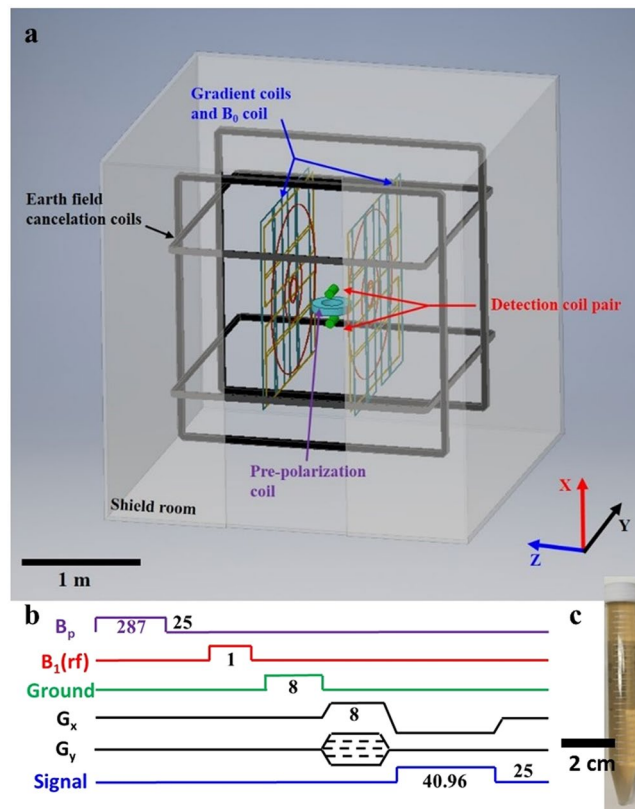 a
Gradient coils
and B₀ coil
Earth field
cancelation coils
Detection coil pair
Pre-polarization
coil
Shield room
X
Y
Z
1 m
b
c
Bₚ
287
25
B₁(rf)
1
Ground
8
Gₓ
8
Gᵧ
Signal
40.96
25
2 cm